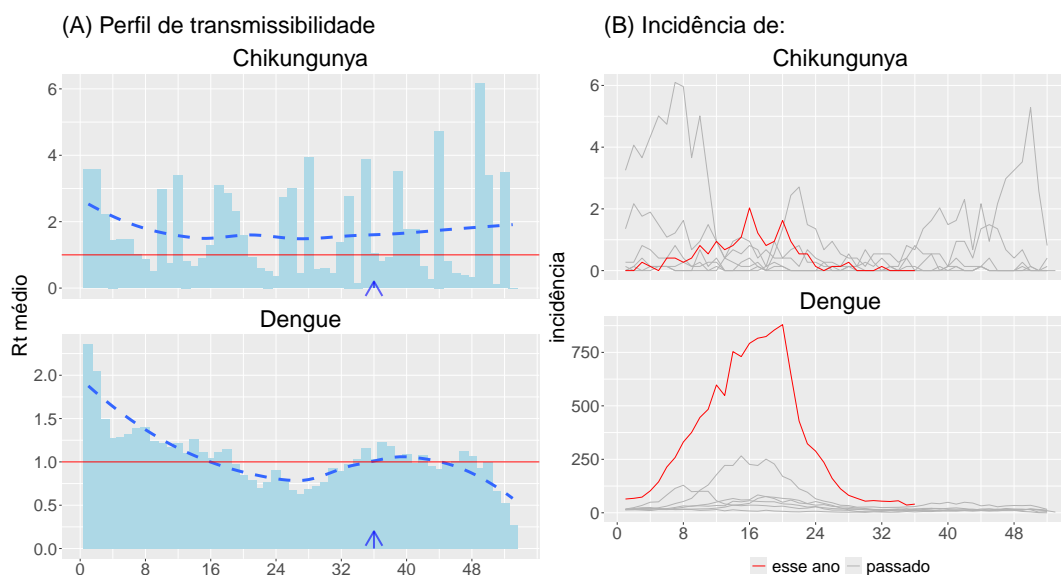 (A) Perfil de transmissibilidade
Chikungunya
6
4
2
0
Dengue
2.0
1.5
1.0
0.5
0.0
0 8 16 24 32 40 48
Rt médio
(B) Incidência de:
Chikungunya
6
4
2
0
Dengue
750
500
250
0
0 8 16 24 32 40 48
incidência
esse ano passado